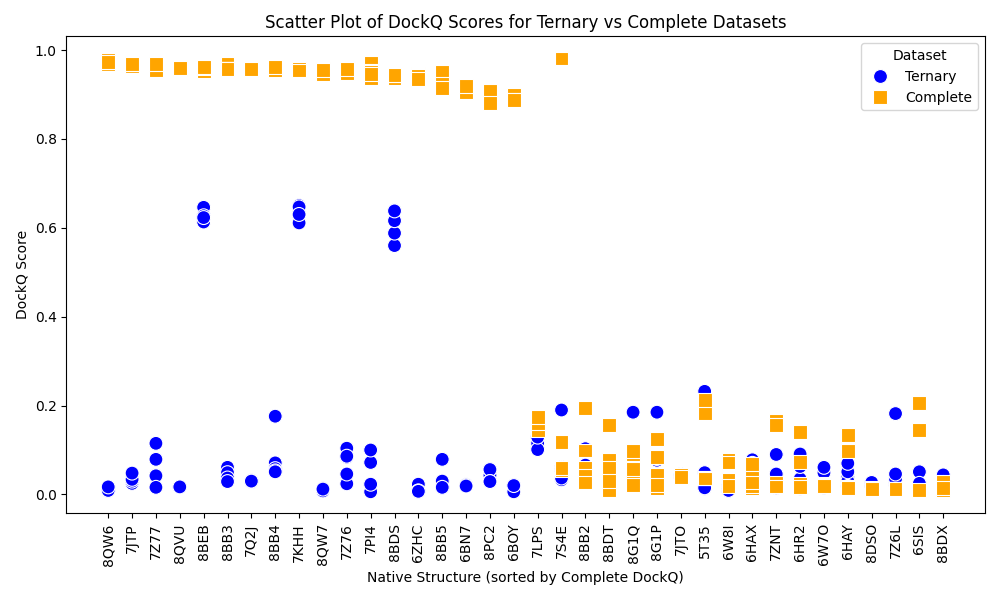 Scatter Plot of DockQ Scores for Ternary vs Complete Datasets
Dataset
Ternary
Complete
DockQ Score
1.0
0.8
0.6
0.4
0.2
0.0
8QW6
7JTP
7Z77
8QVU
8BEB
8BB3
7Q2J
8BB4
7KHH
8QW7
7Z76
7PI4
8BDS
6ZHC
8BB5
6BN7
8PC2
6BOY
7LPS
7S4E
8BB2
8BDT
8G1Q
8G1P
7JTO
5T35
6W8I
6HAX
7ZNT
6HR2
6W7O
6HAY
8DSO
7Z6L
6SIS
8BDX
Native Structure (sorted by Complete DockQ)